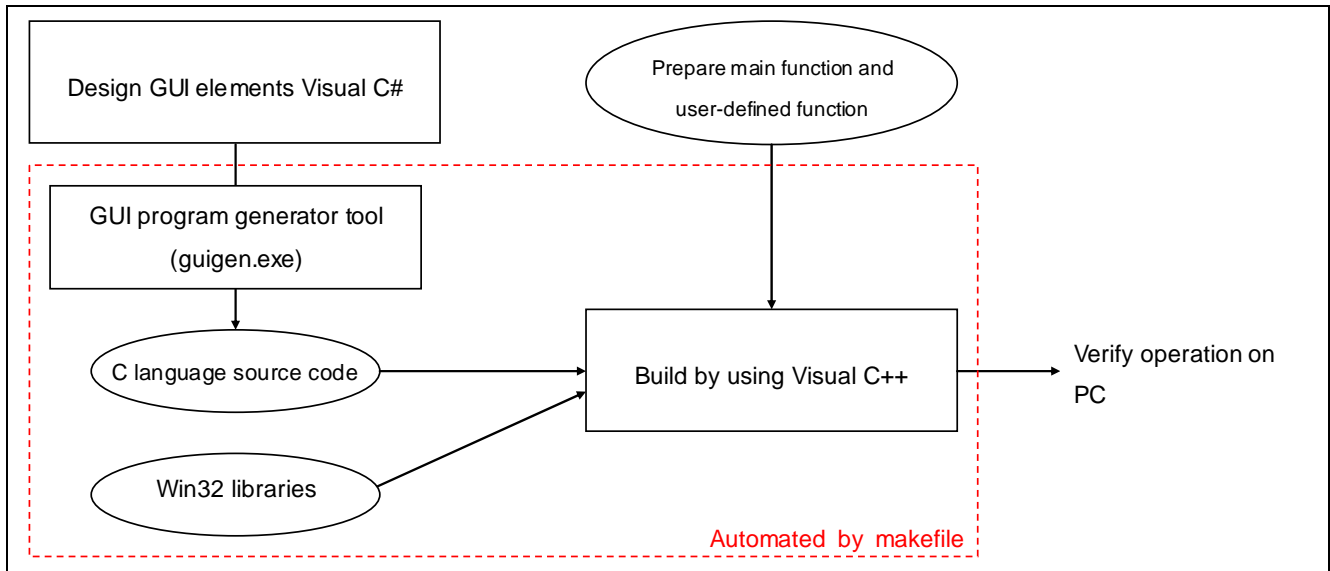 Design GUI elements Visual C#
Prepare main function and
user-defined function
GUI program generator tool
(guigen.exe)
C language source code
Build by using Visual C++
Verify operation on
PC
Win32 libraries
Automated by makefile